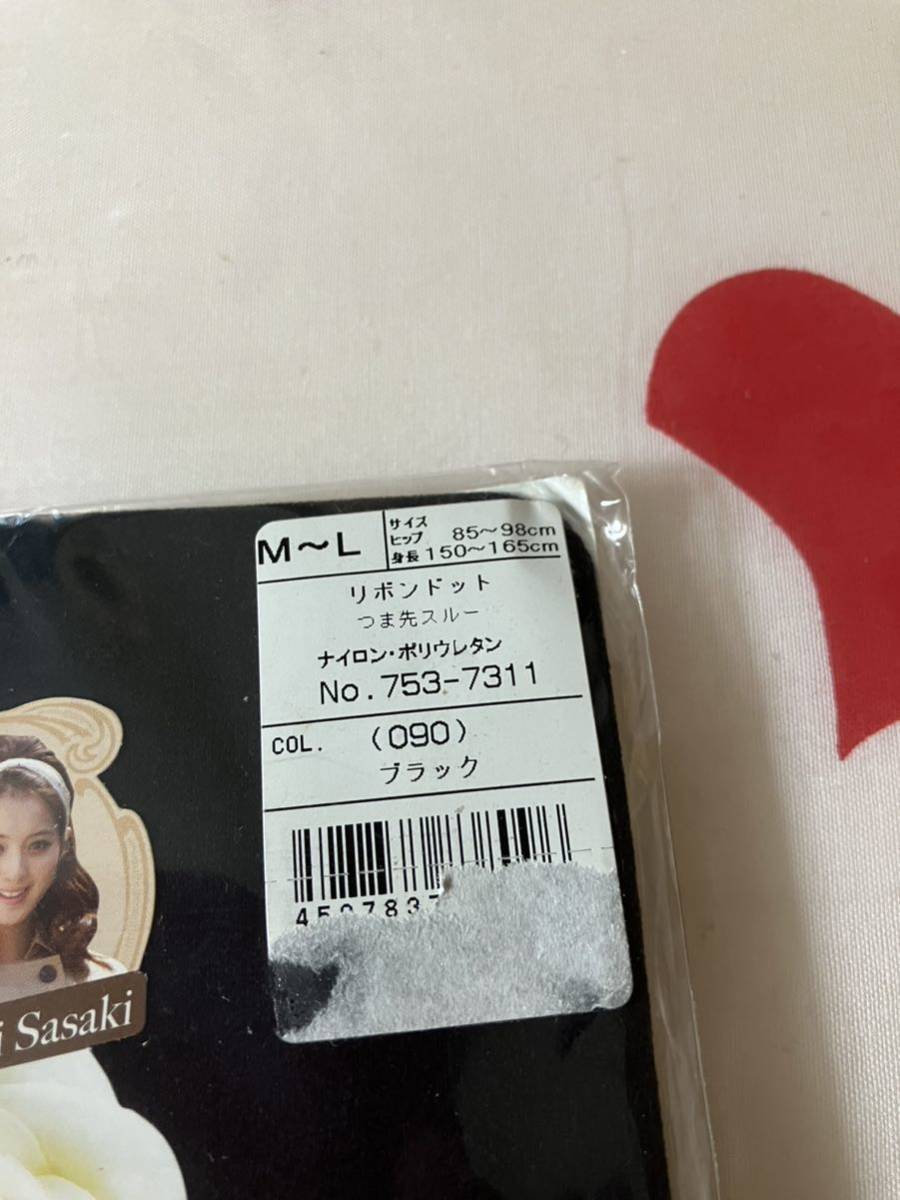 M～L
サイズ
ヒップ 85～98cm
身長 150～165cm
リボンドット
つま先スルー
ナイロン・ポリウレタン
No.753-7311
COL. (090)
ブラック
Sasaki